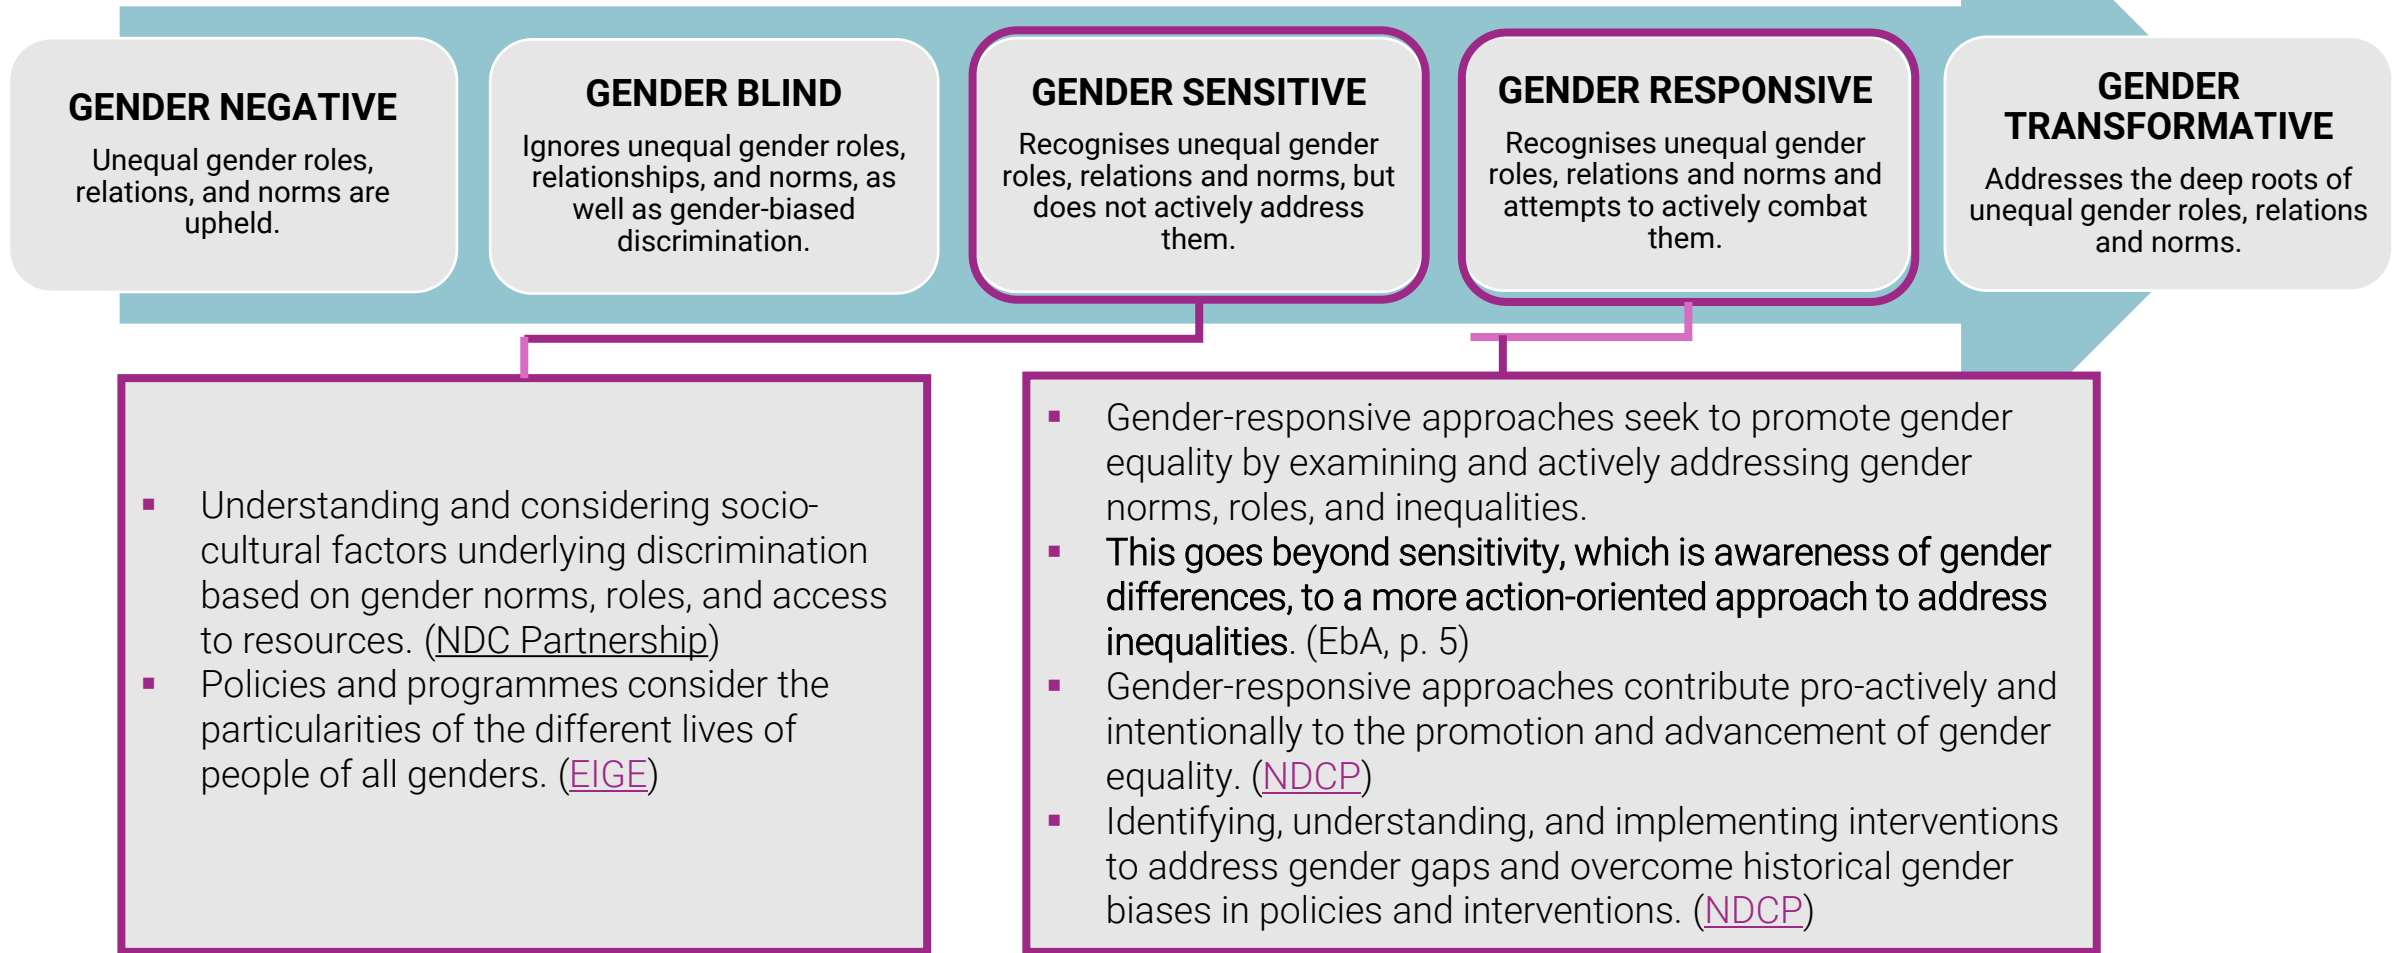 GENDER NEGATIVE
Unequal gender roles,
relations, and norms are
upheld.
GENDER BLIND
Ignores unequal gender roles,
relationships, and norms, as
well as gender-biased
discrimination.
GENDER SENSITIVE
Recognises unequal gender
roles, relations and norms, but
does not actively address
them.
GENDER RESPONSIVE
Recognises unequal gender
roles, relations and norms and
attempts to actively combat
them.
GENDER
TRANSFORMATIVE
Addresses the deep roots of
unequal gender roles, relations
and norms.
▪ Understanding and considering socio-
cultural factors underlying discrimination
based on gender norms, roles, and access
to resources. (NDC Partnership)
▪ Policies and programmes consider the
particularities of the different lives of
people of all genders. (EIGE)
▪ Gender-responsive approaches seek to promote gender
equality by examining and actively addressing gender
norms, roles, and inequalities.
▪ This goes beyond sensitivity, which is awareness of gender
differences, to a more action-oriented approach to address
inequalities. (EbA, p. 5)
▪ Gender-responsive approaches contribute pro-actively and
intentionally to the promotion and advancement of gender
equality. (NDCP)
▪ Identifying, understanding, and implementing interventions
to address gender gaps and overcome historical gender
biases in policies and interventions. (NDCP)